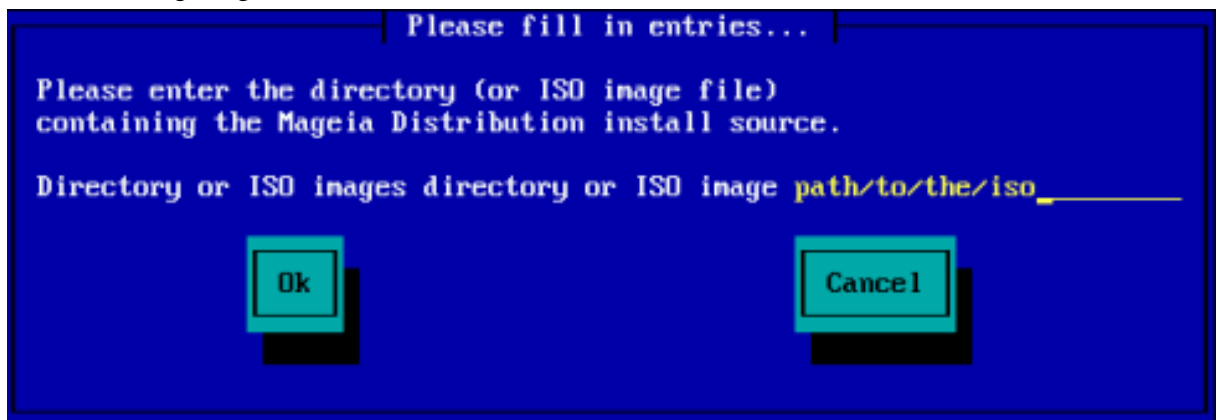 Please fill in entries...
Please enter the directory (or ISO image file)
containing the Mageia Distribution install source.
Directory or ISO images directory or ISO image path/to/the/iso_
Ok
Cancel